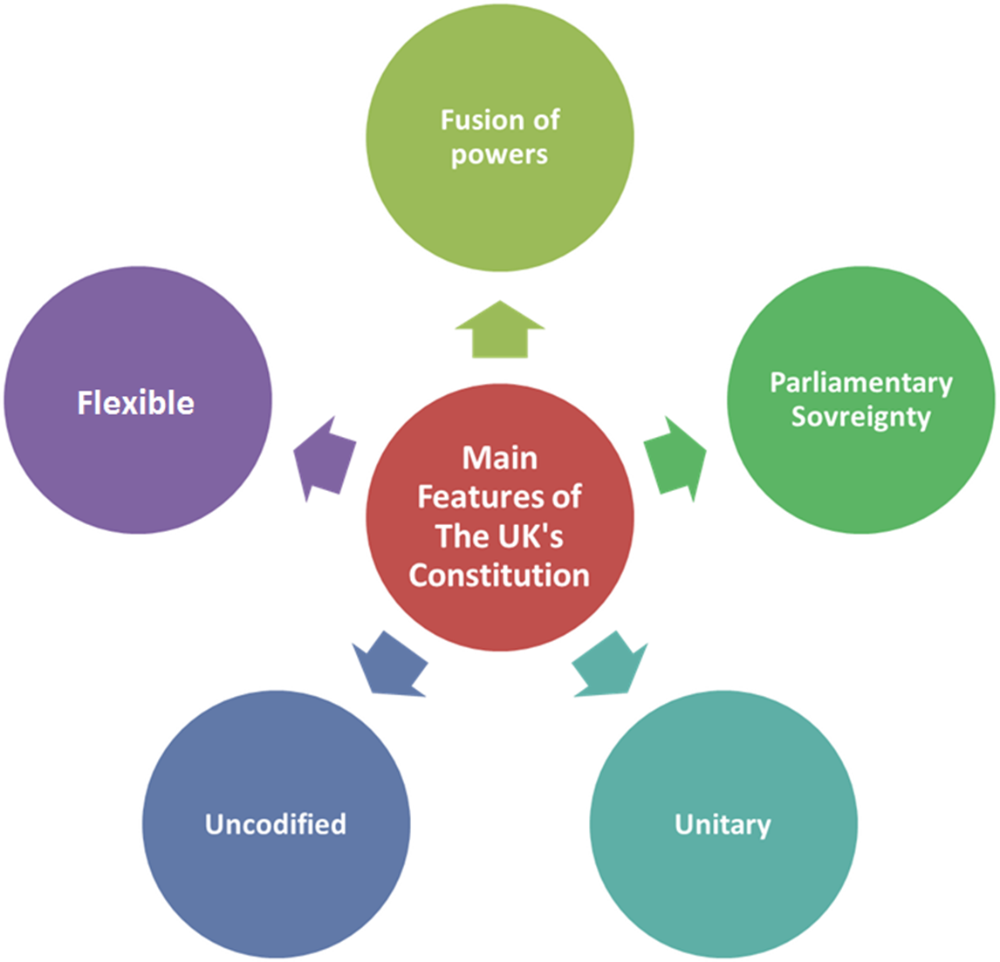 Fusion of
powers
Flexible
Parliamentary
Sovreignty
Main
Features of
The UK's
Constitution
Uncodified
Unitary